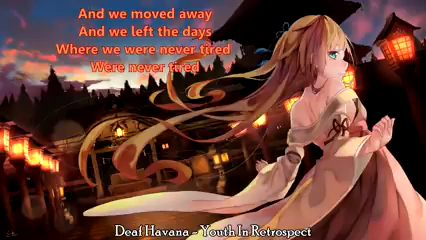 And we moved away
And we left the days
Where we were never tired
Were never tired
Deaf Havana - Youth In Retrospect